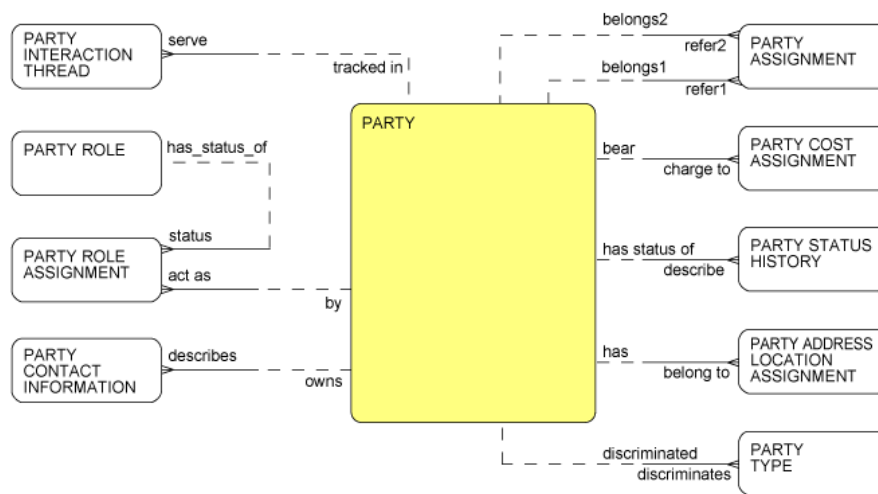 PARTY
INTERACTION
THREAD
serve
tracked in
belongs2
refer2
belongs1
refer1
PARTY
ASSIGNMENT
PARTY
PARTY ROLE
has_status_of
bear
charge to
PARTY COST
ASSIGNMENT
PARTY ROLE
ASSIGNMENT
status
act as
by
has status of
describe
PARTY STATUS
HISTORY
PARTY
CONTACT
INFORMATION
describes
owns
has
belong to
PARTY ADDRESS
LOCATION
ASSIGNMENT
discriminated
discriminates
PARTY
TYPE